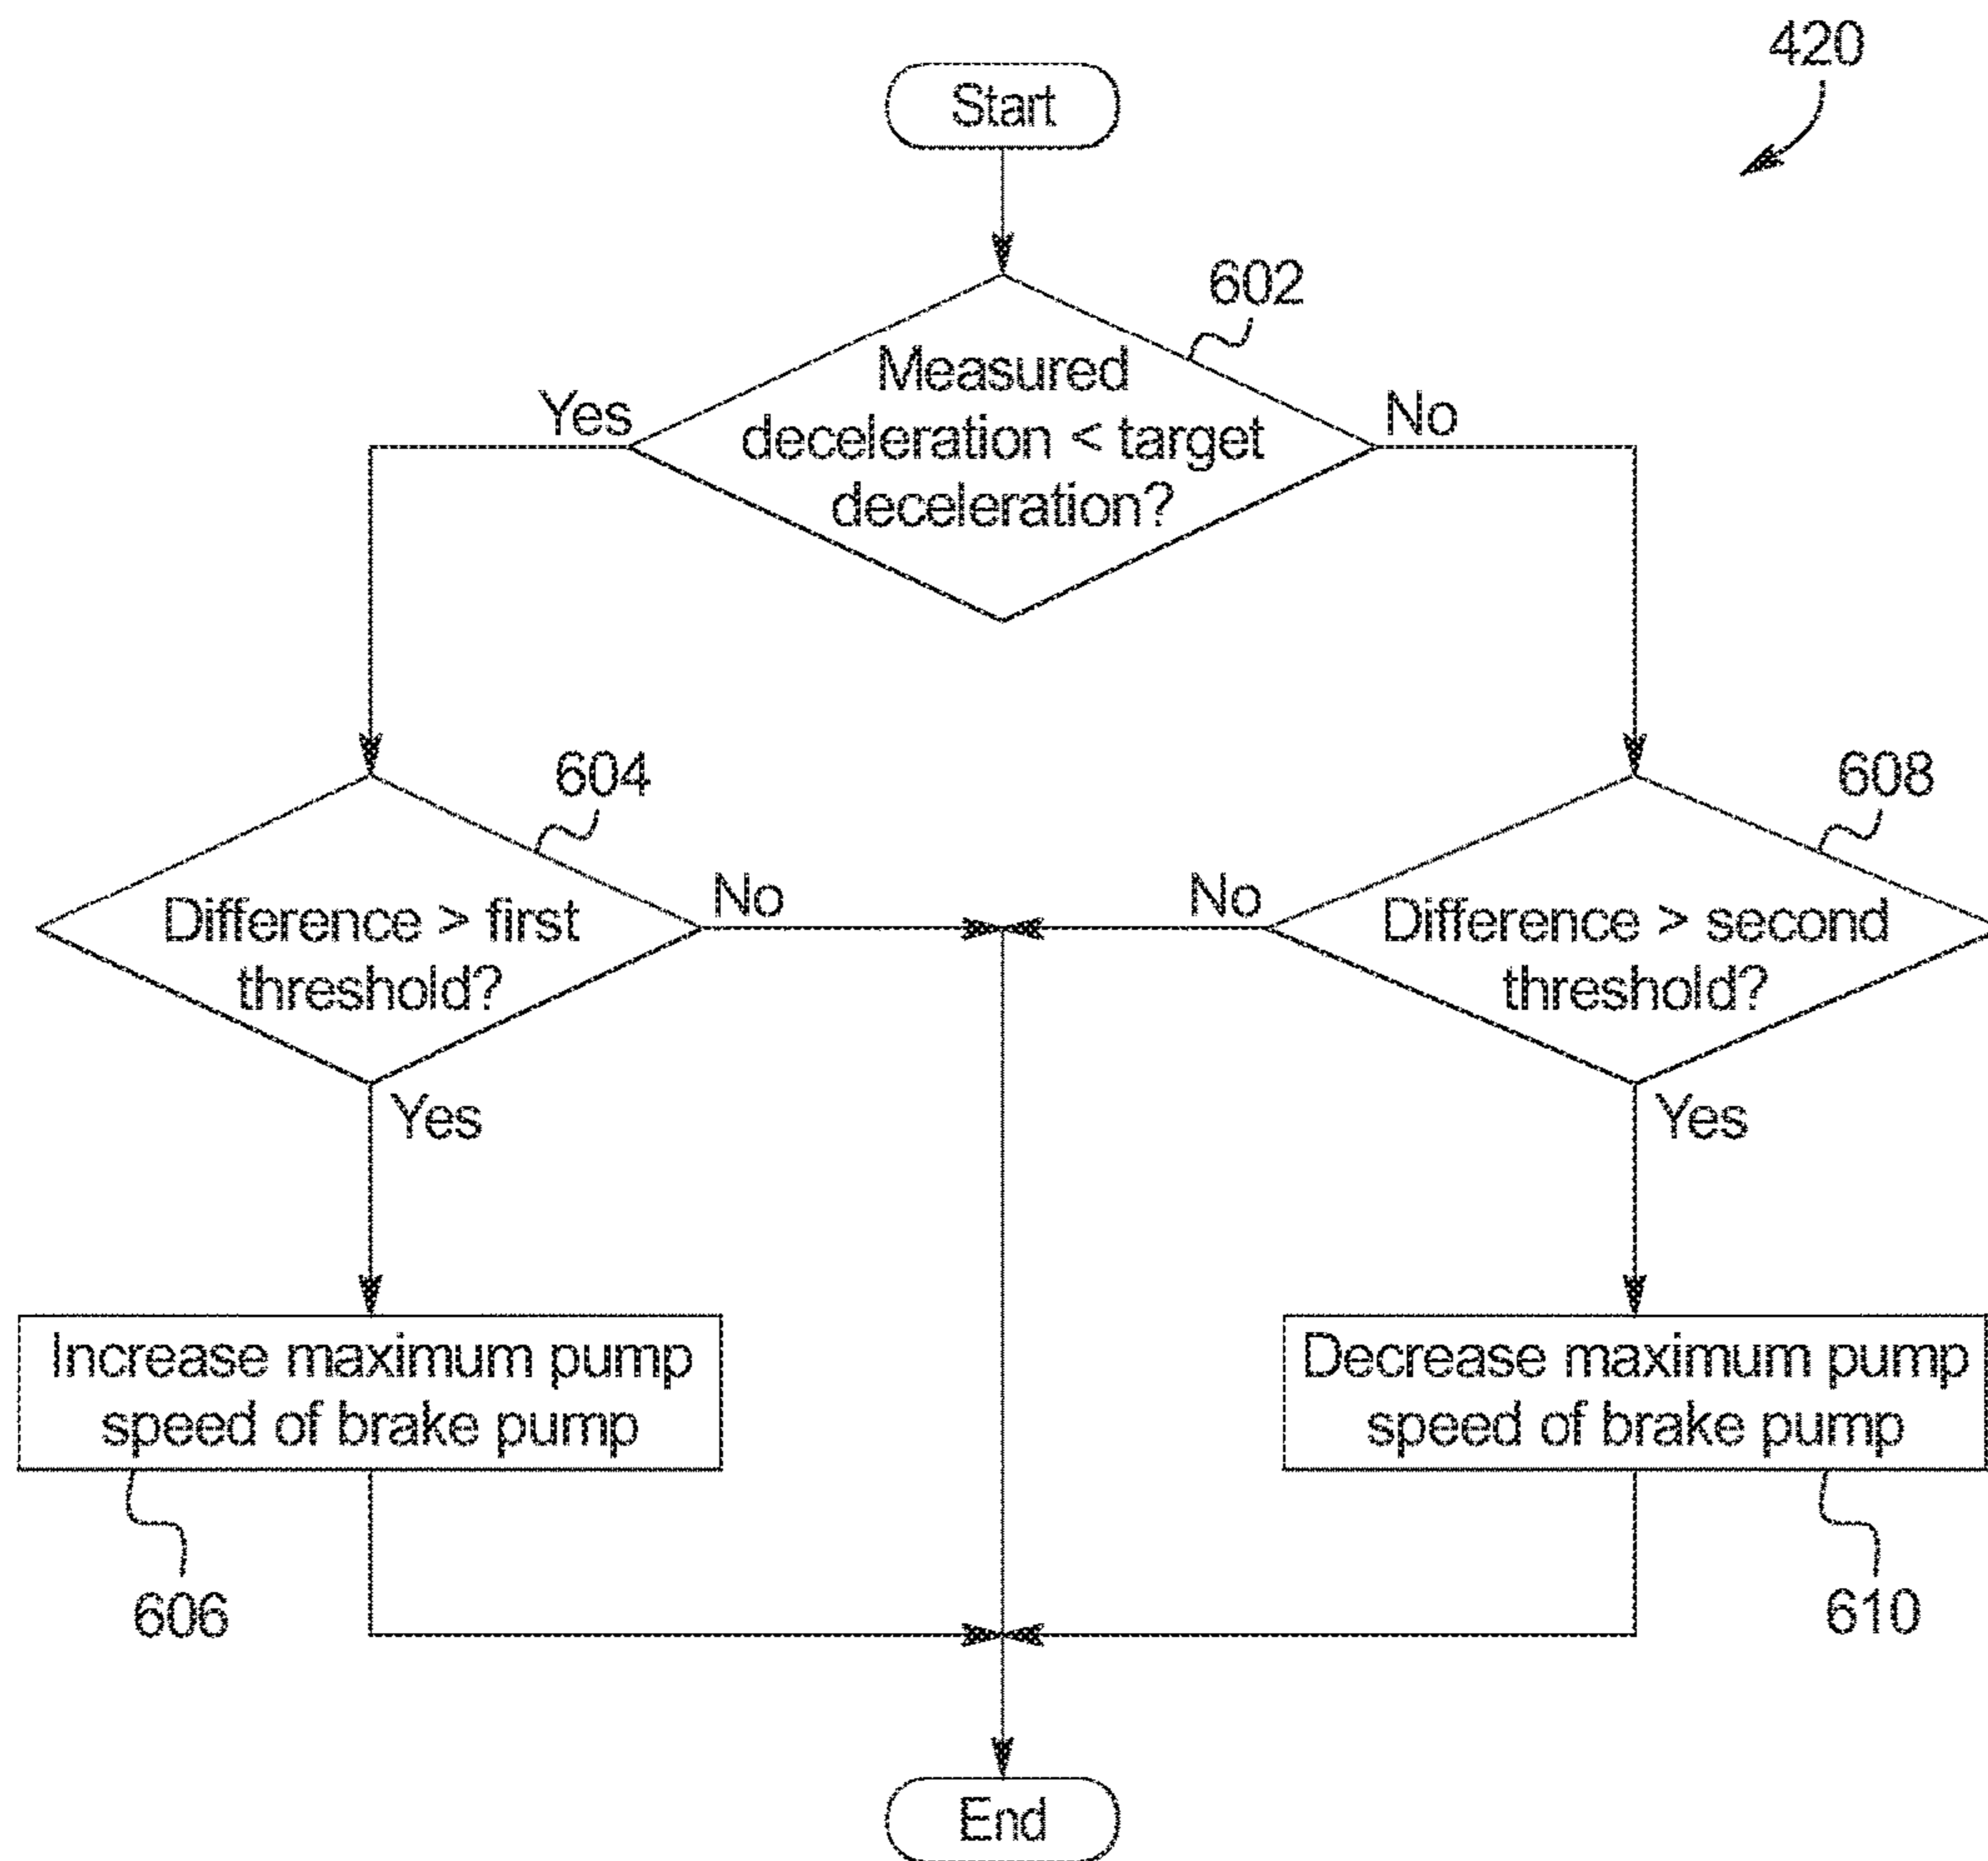 420
Start
602
Measured
deceleration < target
deceleration?
Yes
No
604
608
Difference > first
threshold?
No
No
Difference > second
threshold?
Yes
Yes
Increase maximum pump
speed of brake pump
Decrease maximum pump
speed of brake pump
606
610
End